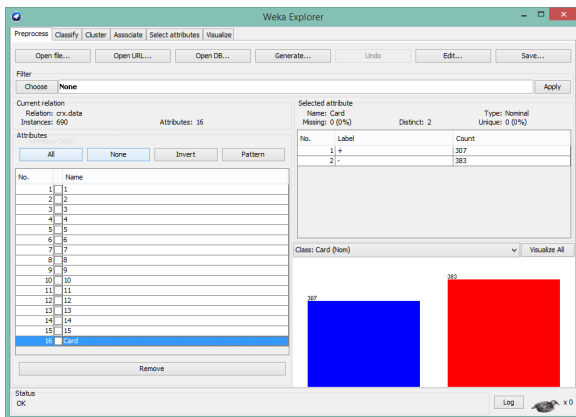 Weka Explorer
Preprocess Classify Cluster Associate Select attributes Visualize
Open file... Open URL... Open DB... Generate... Undo Edit... Save...
Filter
Choose None Apply
Current relation
Relation: crx.data
Instances: 690 Attributes: 16
Attributes
All None Invert Pattern
No. Name
1 1
2 2
3 3
4 4
5 5
6 6
7 7
8 8
9 9
10 10
11 11
12 12
13 13
14 14
15 15
16 Card
Remove
Selected attribute
Name: Card Type: Nominal
Missing: 0 (0%) Distinct: 2 Unique: 0 (0%)
No. Label Count
1 + 307
2 - 383
Class: Card (Nom) Visualize All
307
383
Status
OK Log x 0